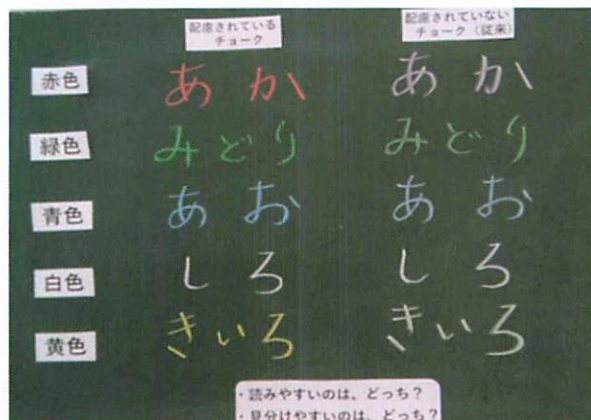 配慮されている
チョーク
配慮されていない
チョーク（従来）
赤色 あか あか
緑色 みどり みどり
青色 あお あお
白色 しろ しろ
黄色 きいろ きいろ
・読みやすいのは、どっち？
・見分けやすいのは、どっち？